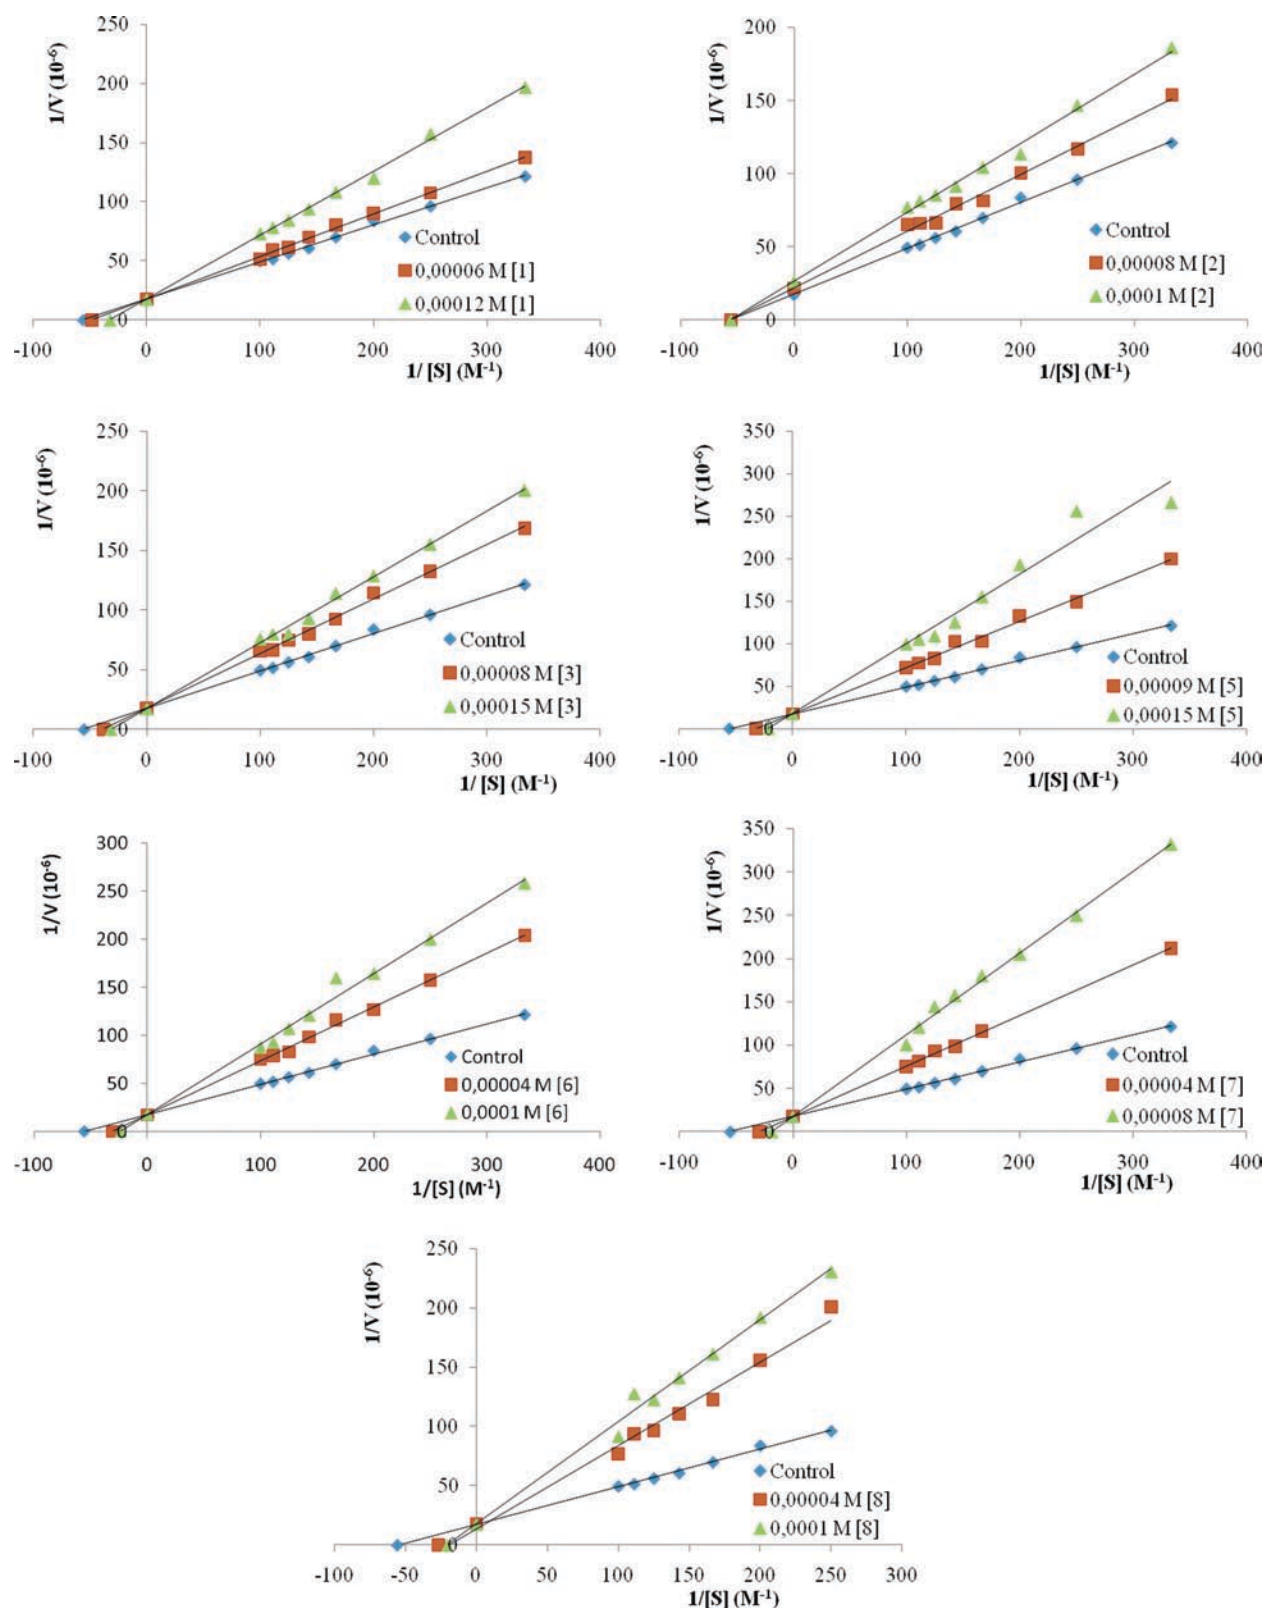 1/V (10-6)
250
200
150
100
50
0
-100 0 100 200 300 400
1/ [S] (M-1)
Control
0,00006 M [1]
0,00012 M [1]
1/V (10-6)
200
150
100
50
0
-100 0 100 200 300 400
1/[S] (M-1)
Control
0,00008 M [2]
0,0001 M [2]
1/V (10-6)
250
200
150
100
50
0
-100 0 100 200 300 400
1/ [S] (M-1)
Control
0,00008 M [3]
0,00015 M [3]
1/V (10-6)
350
300
250
200
150
100
50
0
-100 0 100 200 300 400
1/[S] (M-1)
Control
0,00009 M [5]
0,00015 M [5]
1/V (10-6)
300
250
200
150
100
50
0
-100 0 100 200 300 400
1/[S] (M-1)
Control
0,00004 M [6]
0,0001 M [6]
1/V (10-6)
350
300
250
200
150
100
50
0
-100 0 100 200 300 400
1/[S] (M-1)
Control
0,00004 M [7]
0,00008 M [7]
1/V (10-6)
250
200
150
100
50
0
-100 -50 0 50 100 150 200 250 300
1/[S] (M-1)
Control
0,00004 M [8]
0,0001 M [8]